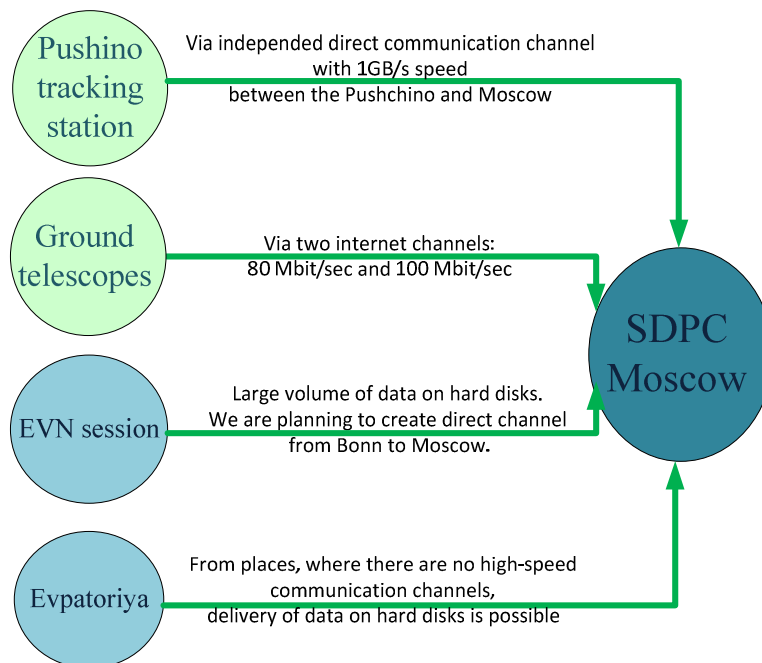 Pushino
tracking
station
Via independed direct communication channel
with 1GB/s speed
between the Pushchino and Moscow
Ground
telescopes
Via two internet channels:
80 Mbit/sec and 100 Mbit/sec
SDPC
Moscow
EVN session
Large volume of data on hard disks.
We are planning to create direct channel
from Bonn to Moscow.
Evpatoriya
From places, where there are no high-speed
communication channels,
delivery of data on hard disks is possible